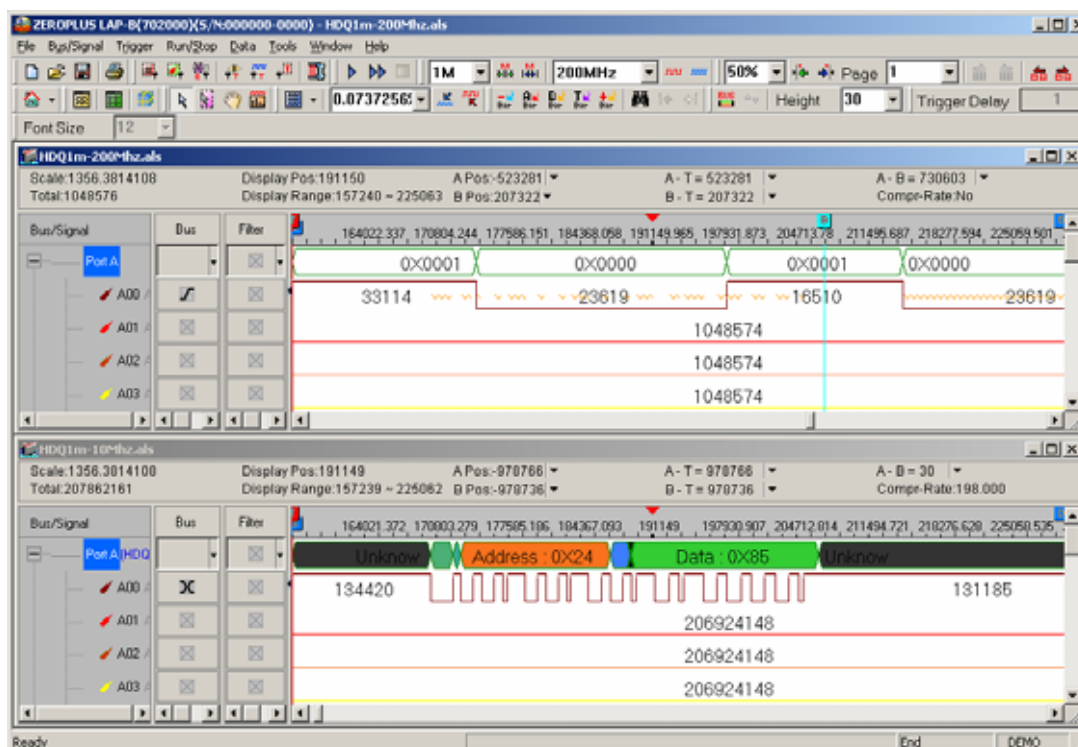 ZEROPLUS LAP-B(702000)(S/N:000000-0000) - HDQ1m-200Mhz.als
File Bus/Signal Trigger Run/Stop Data Tools Window Help
1M 200MHz 50% Page 1
Height 30 Trigger Delay 1
Font Size 12
HDQ1m-200Mhz.als
Scale:1356.3814108 Display Pos:191150 A Pos:-523281 A - T = 523281 A - B = 730603
Total:1048576 Display Range:157240 ~ 225063 B Pos:207322 B - T = 207322 Compr-Rate:No
Bus/Signal Bus Filter 164022.337 170804.244 177586.151 184368.058 191149.965 197931.873 204713.78 211495.687 218277.594 225059.501
Port A 0X0001 0X0000 0X0001 0X0000
A00 33114 23619 16510 23619
A01 1048574
A02 1048574
A03 1048574
HDQ1m-10Mhz.als
Scale:1356.3814108 Display Pos:191149 A Pos:-978766 A - T = 978766 A - B = 30
Total:207862161 Display Range:157239 ~ 225062 B Pos:-978736 B - T = 978736 Compr-Rate:198.000
Bus/Signal Bus Filter 164021.372 170803.279 177585.186 184367.093 191149 197930.907 204712.814 211494.721 218276.628 225058.535
Port A(HDQ Unknow Address : 0X24 Data : 0X85 Unknow
A00 134420 131185
A01 206924148
A02 206924148
A03 206924148
Ready End DEMO